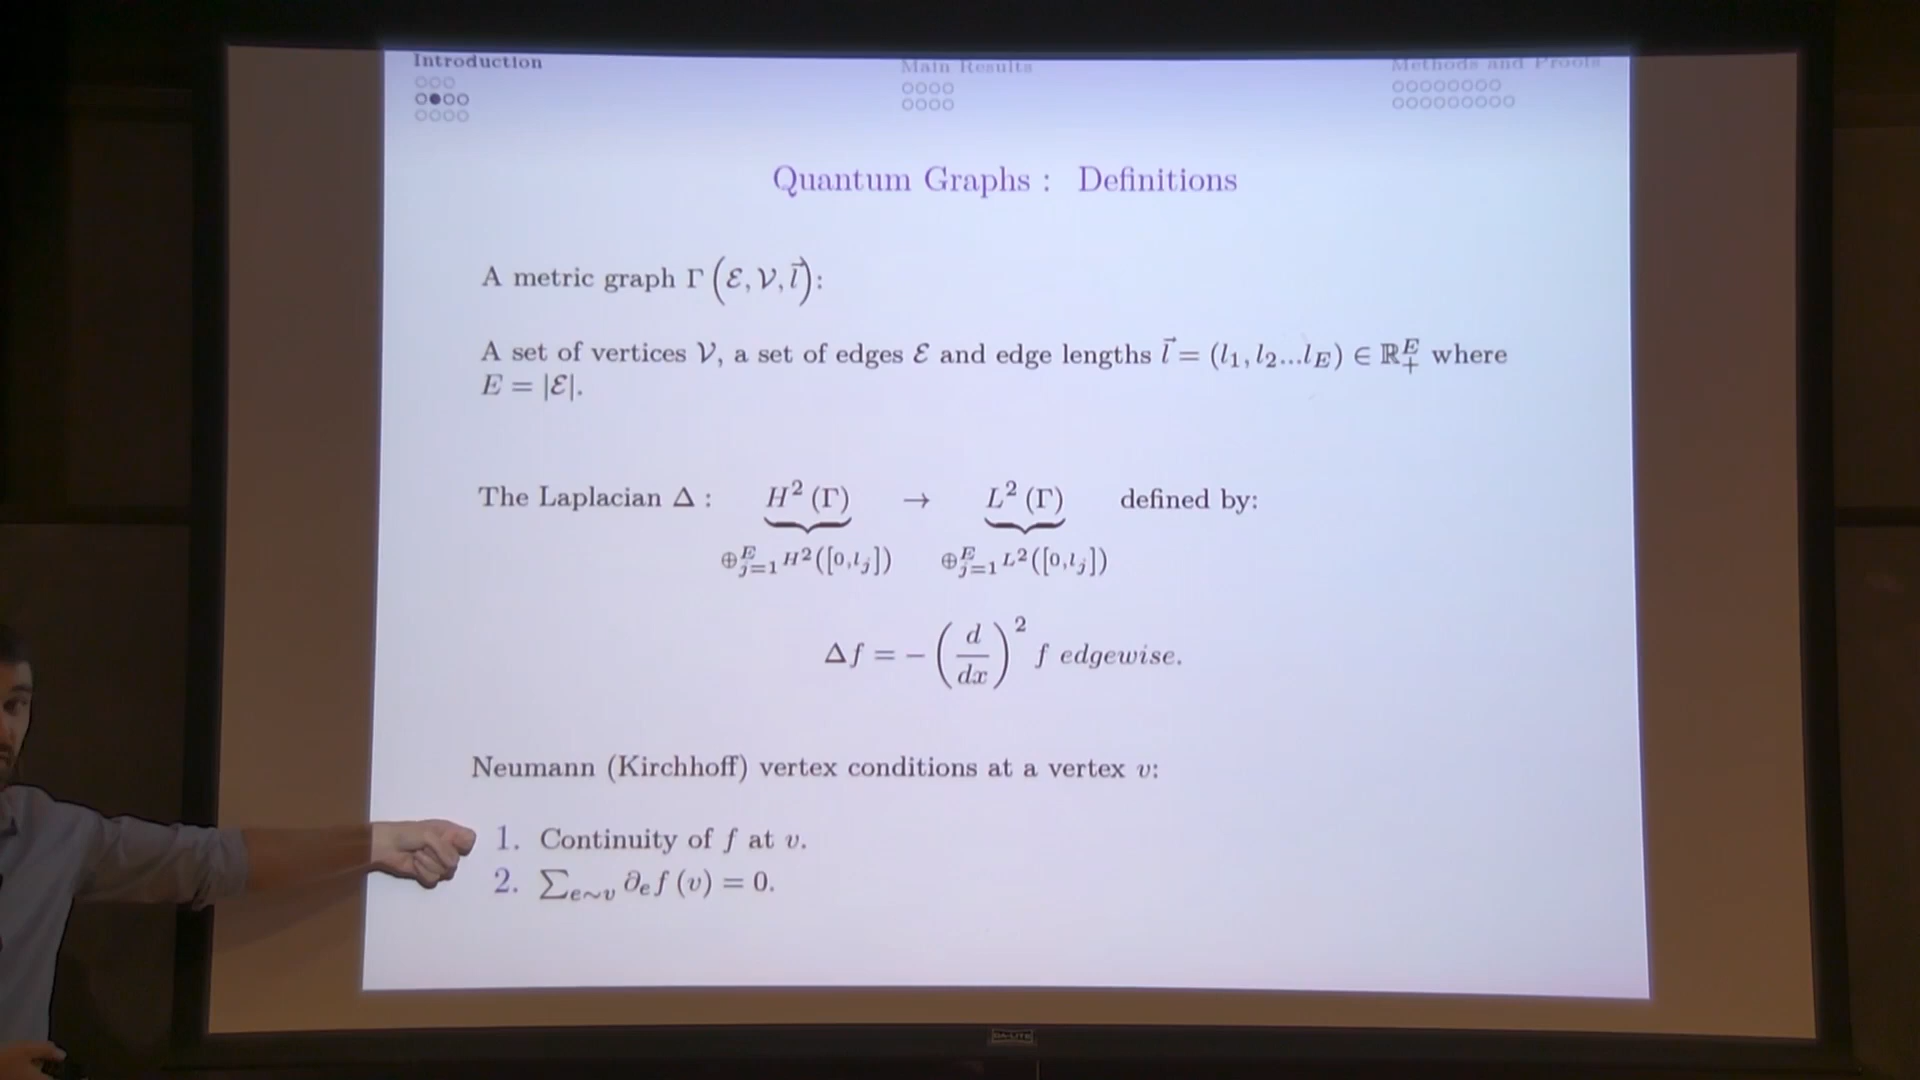 Introduction
Main Results
Methods and Proofs
Quantum Graphs : Definitions
A metric graph Γ (ℰ, 𝒱, l⃗):
A set of vertices 𝒱, a set of edges ℰ and edge lengths l⃗ = (l₁, l₂...l_E) ∈ ℝ₊^E where
E = |ℰ|.
The Laplacian Δ : H² (Γ) → L² (Γ) defined by:
⊕_{j=1}^E H²([0,l_j]) ⊕_{j=1}^E L²([0,l_j])
Δf = − (d/dx)² f edgewise.
Neumann (Kirchhoff) vertex conditions at a vertex v:
1. Continuity of f at v.
2. ∑_{e∼v} ∂_e f (v) = 0.
DA-LITE